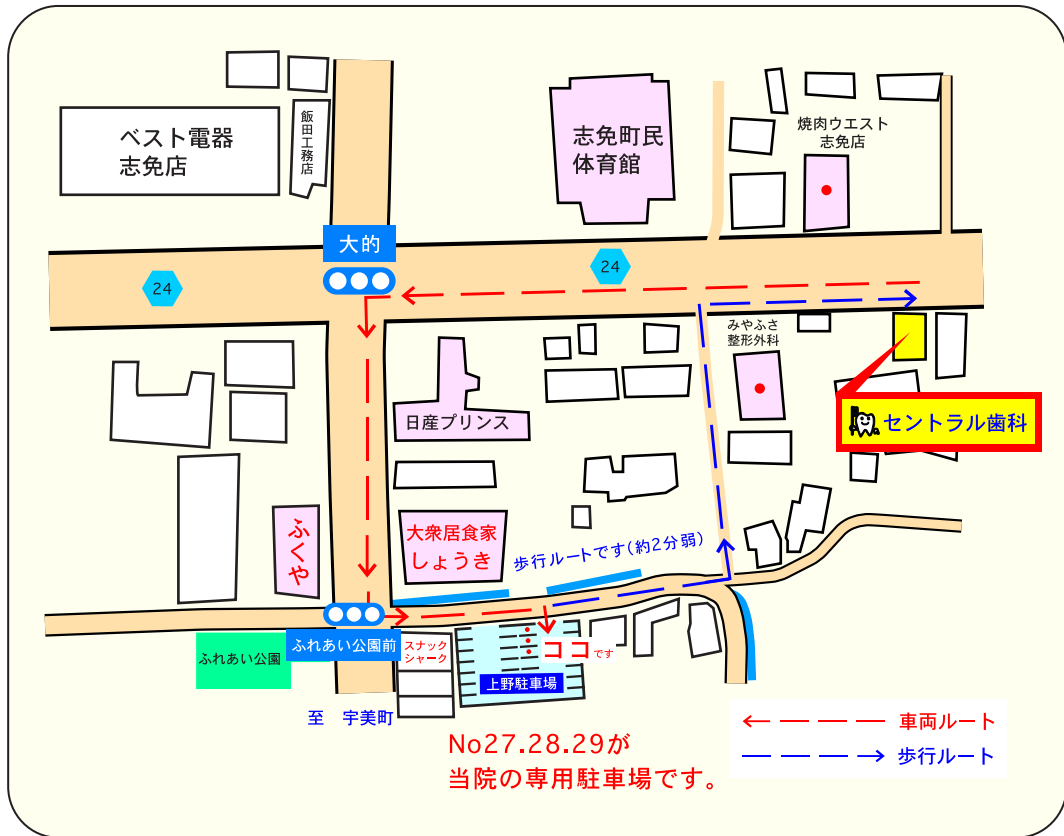 ベスト電器
志免店
飯田工務店
志免町民
体育館
焼肉ウエスト
志免店
大的
24
24
みやふさ
整形外科
セントラル歯科
日産プリンス
ふくや
大衆居食家
しょうき
歩行ルートです(約2分弱)
ふれあい公園
ふれあい公園前
スナック
シャーク
ココです
上野駐車場
至 宇美町
No27.28.29が
当院の専用駐車場です。
車両ルート
歩行ルート